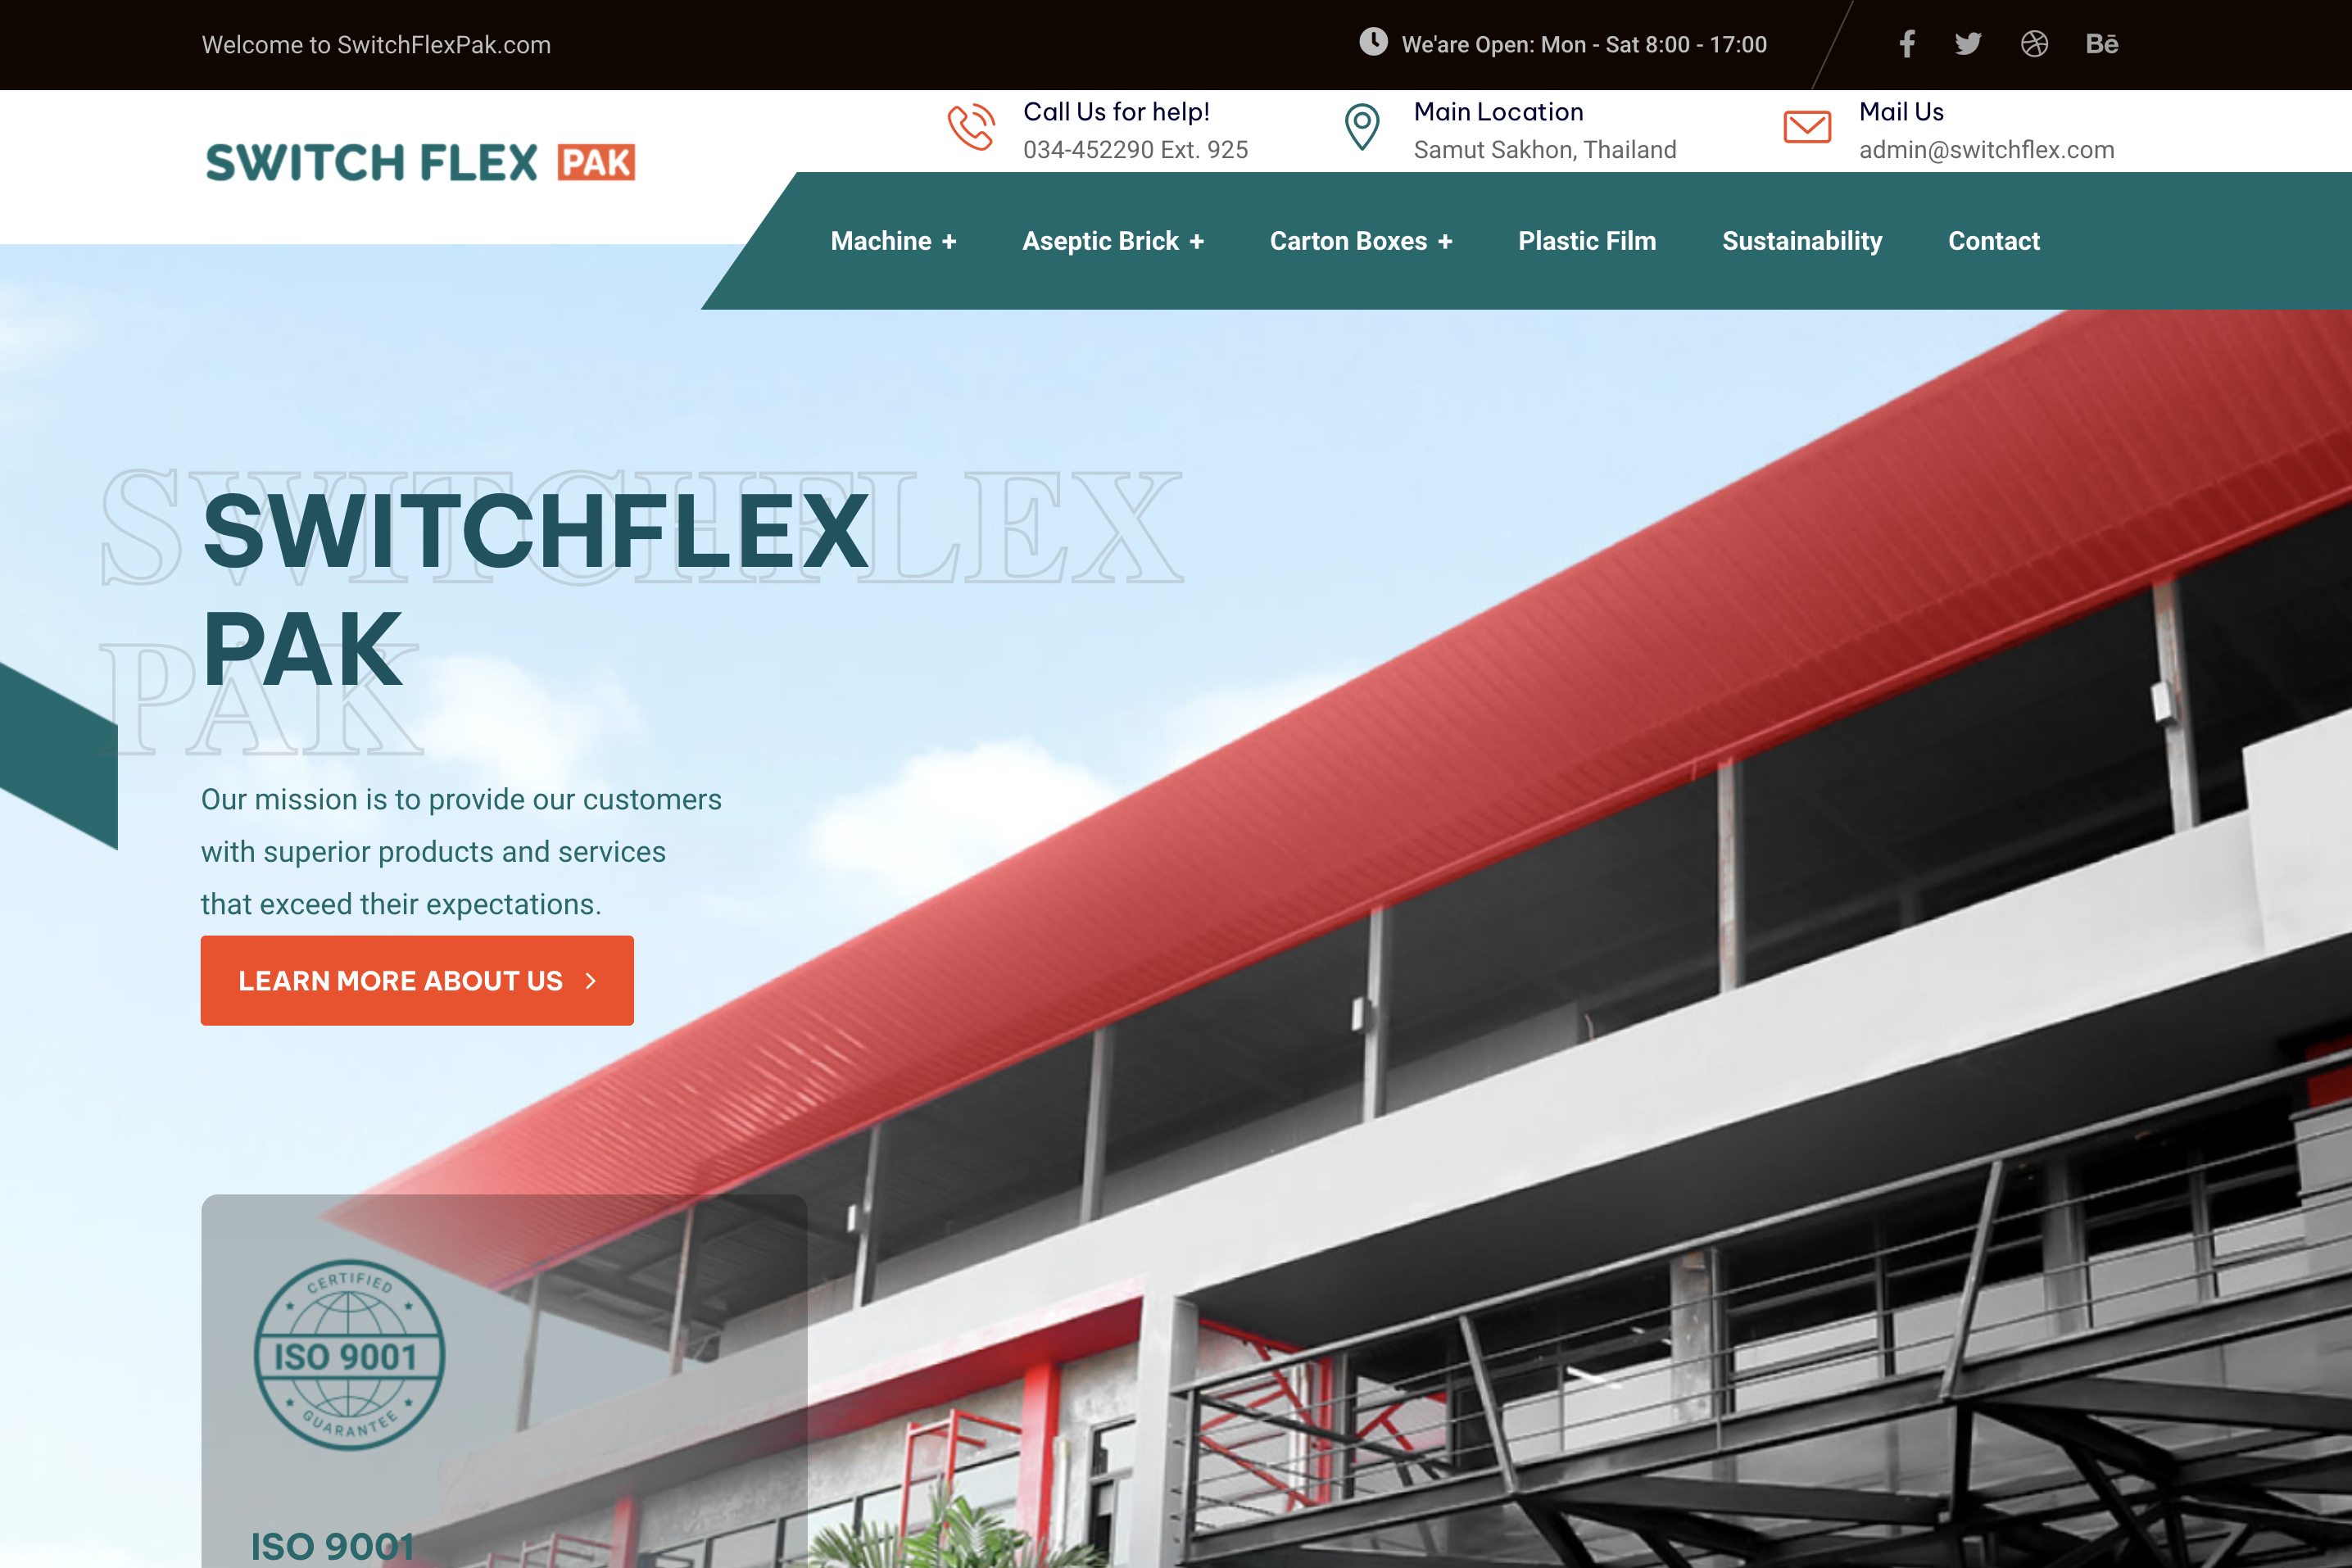 Welcome to SwitchFlexPak.com
We'are Open: Mon - Sat 8:00 - 17:00
Bē
SWITCH FLEX PAK
Call Us for help!
034-452290 Ext. 925
Main Location
Samut Sakhon, Thailand
Mail Us
admin@switchflex.com
Machine +
Aseptic Brick +
Carton Boxes +
Plastic Film
Sustainability
Contact
SWITCHFLEX
PAK
SWITCHFLEX
PAK
Our mission is to provide our customers
with superior products and services
that exceed their expectations.
LEARN MORE ABOUT US
CERTIFIED
ISO 9001
GUARANTEE
ISO 9001